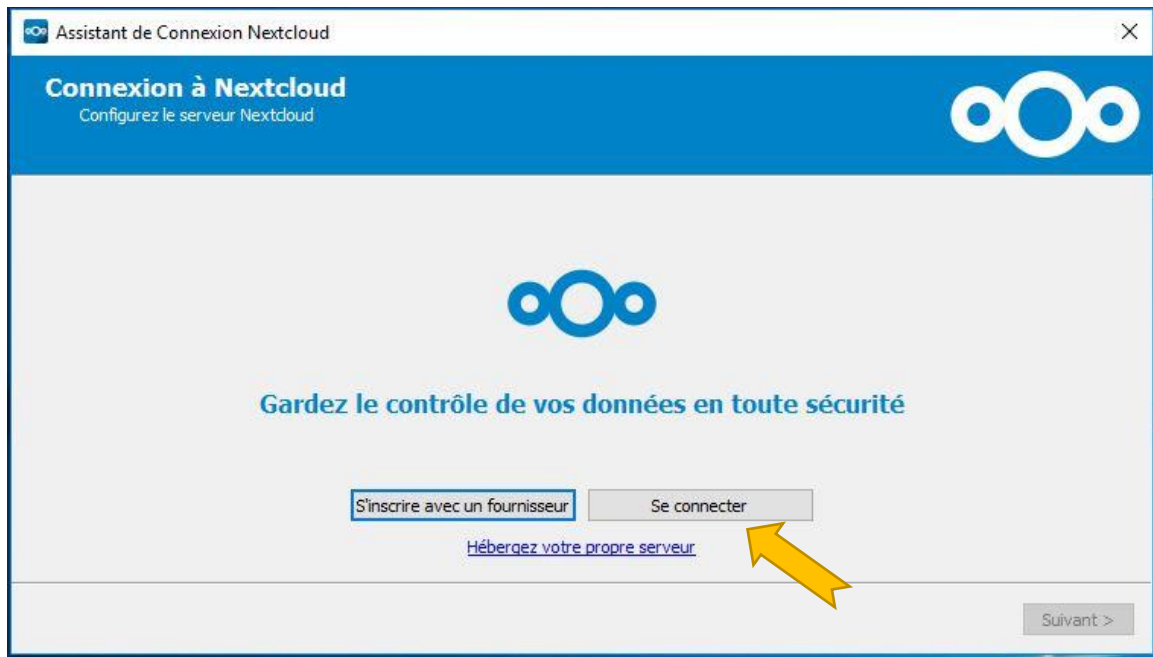 Assistant de Connexion Nextcloud
Connexion à Nextcloud
Configurez le serveur Nextcloud
Gardez le contrôle de vos données en toute sécurité
S'inscrire avec un fournisseur
Se connecter
Hébergez votre propre serveur
Suivant >